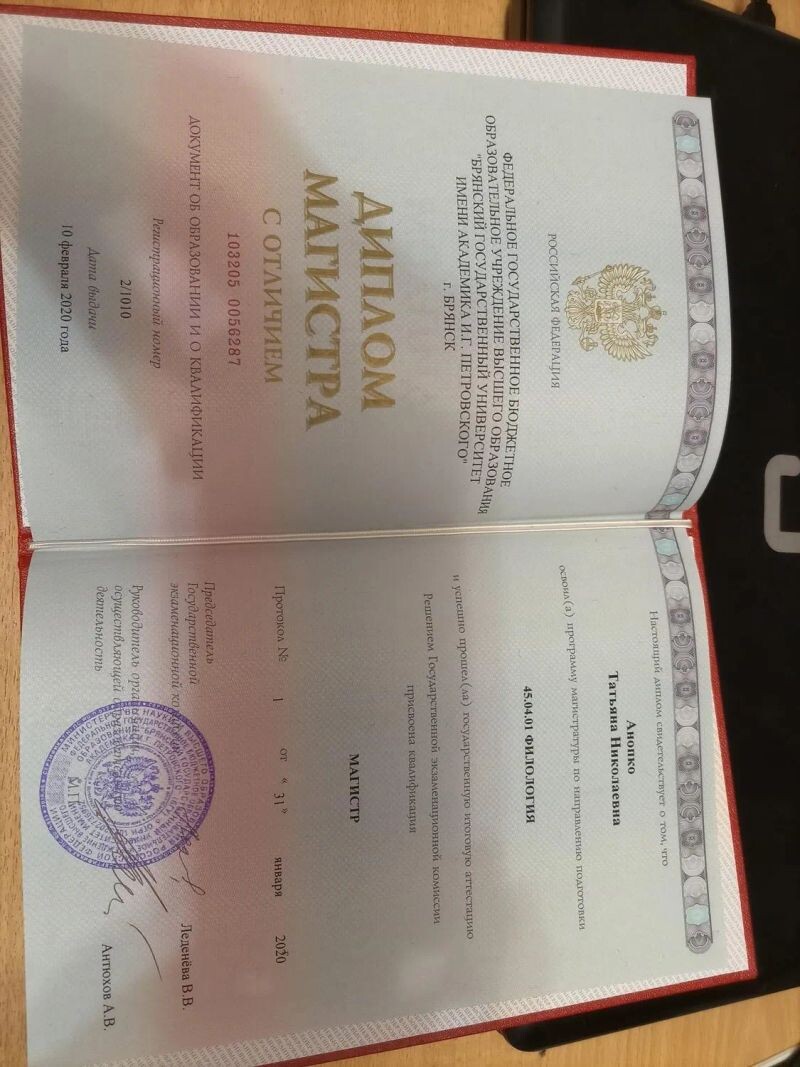 РОССИЙСКАЯ ФЕДЕРАЦИЯ
ФЕДЕРАЛЬНОЕ ГОСУДАРСТВЕННОЕ БЮДЖЕТНОЕ
ОБРАЗОВАТЕЛЬНОЕ УЧРЕЖДЕНИЕ ВЫСШЕГО ОБРАЗОВАНИЯ
"БРЯНСКИЙ ГОСУДАРСТВЕННЫЙ УНИВЕРСИТЕТ
ИМЕНИ АКАДЕМИКА И.Г. ПЕТРОВСКОГО"
г. БРЯНСК
ДИПЛОМ
МАГИСТРА
С ОТЛИЧИЕМ
103205 0056287
ДОКУМЕНТ ОБ ОБРАЗОВАНИИ И О КВАЛИФИКАЦИИ
Регистрационный номер
2/1010
Дата выдачи
10 февраля 2020 года
Настоящий диплом свидетельствует о том, что
Анопко
Татьяна Николаевна
освоил(а) программу магистратуры по направлению подготовки
45.04.01 ФИЛОЛОГИЯ
и успешно прошел(ла) государственную итоговую аттестацию
Решением Государственной экзаменационной комиссии
присвоена квалификация
МАГИСТР
Протокол № 1 от « 31 » января 2020
Председатель
Государственной
экзаменационной Леденёва В.В.
Руководитель
осуществляющей
деятельность Антюхов А.В.
М.П.